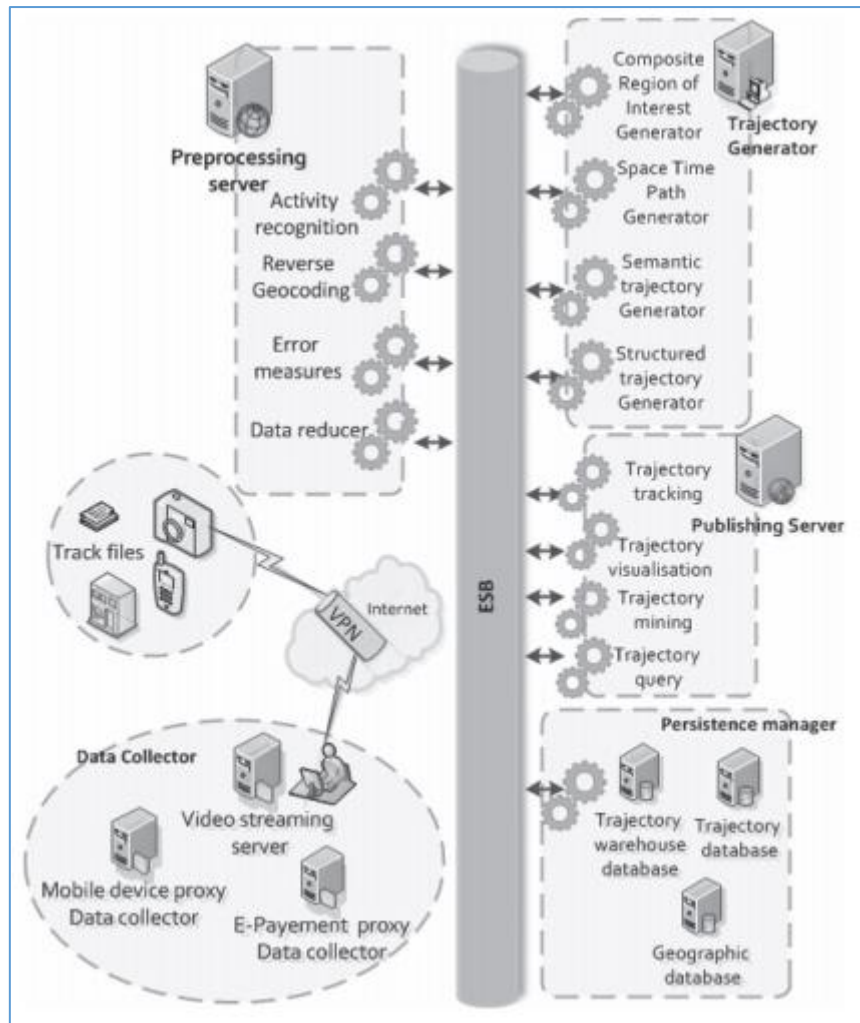 Preprocessing
server
Activity
recognition
Reverse
Geocoding
Error
measures
Data reducer
Track files
Internet
VPN
Data Collector
Video streaming
server
Mobile device proxy
Data collector
E-Payement proxy
Data collector
ESB
Composite
Region of
Interest
Generator
Trajectory
Generator
Space Time
Path
Generator
Semantic
trajectory
Generator
Structured
trajectory
Generator
Trajectory
tracking
Publishing Server
Trajectory
visualisation
Trajectory
mining
Trajectory
query
Persistence manager
Trajectory
warehouse
database
Trajectory
database
Geographic
database